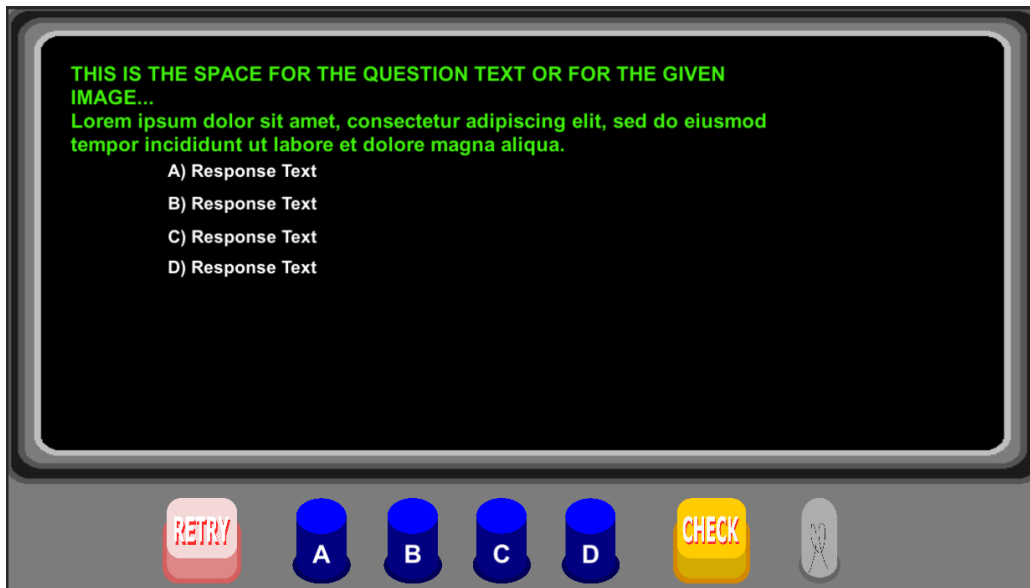 THIS IS THE SPACE FOR THE QUESTION TEXT OR FOR THE GIVEN
IMAGE...
Lorem ipsum dolor sit amet, consectetur adipiscing elit, sed do eiusmod
tempor incididunt ut labore et dolore magna aliqua.
A) Response Text
B) Response Text
C) Response Text
D) Response Text
RETRY
A
B
C
D
CHECK